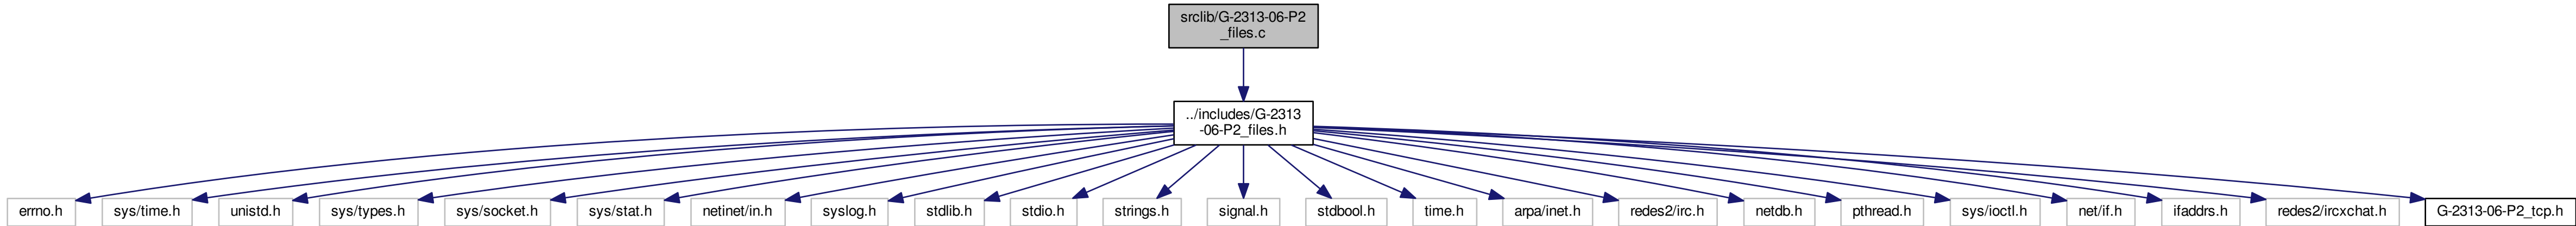 srclib/G-2313-06-P2
_files.c
../includes/G-2313
-06-P2_files.h
errno.h
sys/time.h
unistd.h
sys/types.h
sys/socket.h
sys/stat.h
netinet/in.h
syslog.h
stdlib.h
stdio.h
strings.h
signal.h
stdbool.h
time.h
arpa/inet.h
redes2/irc.h
netdb.h
pthread.h
sys/ioctl.h
net/if.h
ifaddrs.h
redes2/ircxchat.h
G-2313-06-P2_tcp.h